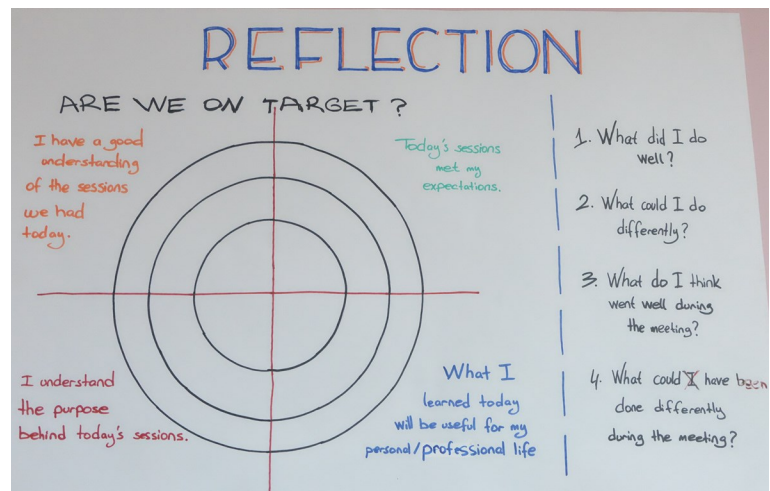 REFLECTION
ARE WE ON TARGET?
I have a good
understanding
of the sessions
we had
today.
Today's sessions
met my
expectations.
I understand
the purpose
behind today's sessions.
What I
learned today
will be useful for my
personal/professional life
1. What did I do
well?
2. What could I do
differently?
3. What do I think
went well during
the meeting?
4. What could I have been
done differently
during the meeting?